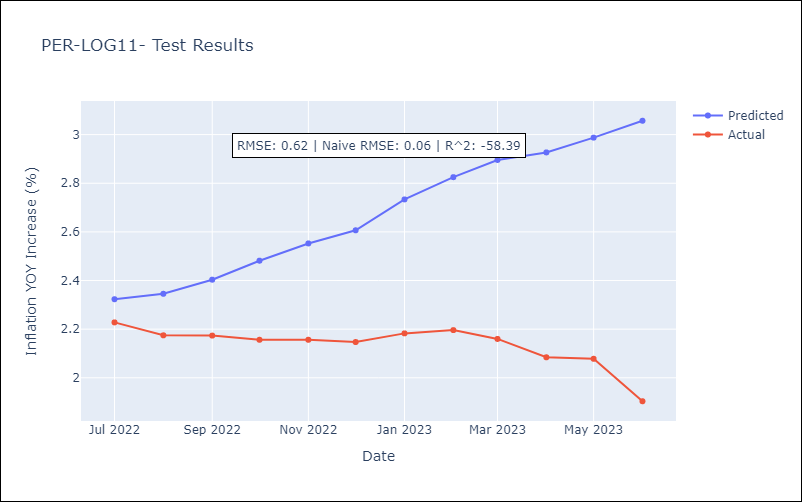 PER-LOG11- Test Results
RMSE: 0.62 | Naive RMSE: 0.06 | R^2: -58.39
Predicted
Actual
Inflation YOY Increase (%)
3
2.8
2.6
2.4
2.2
2
Jul 2022
Sep 2022
Nov 2022
Jan 2023
Mar 2023
May 2023
Date